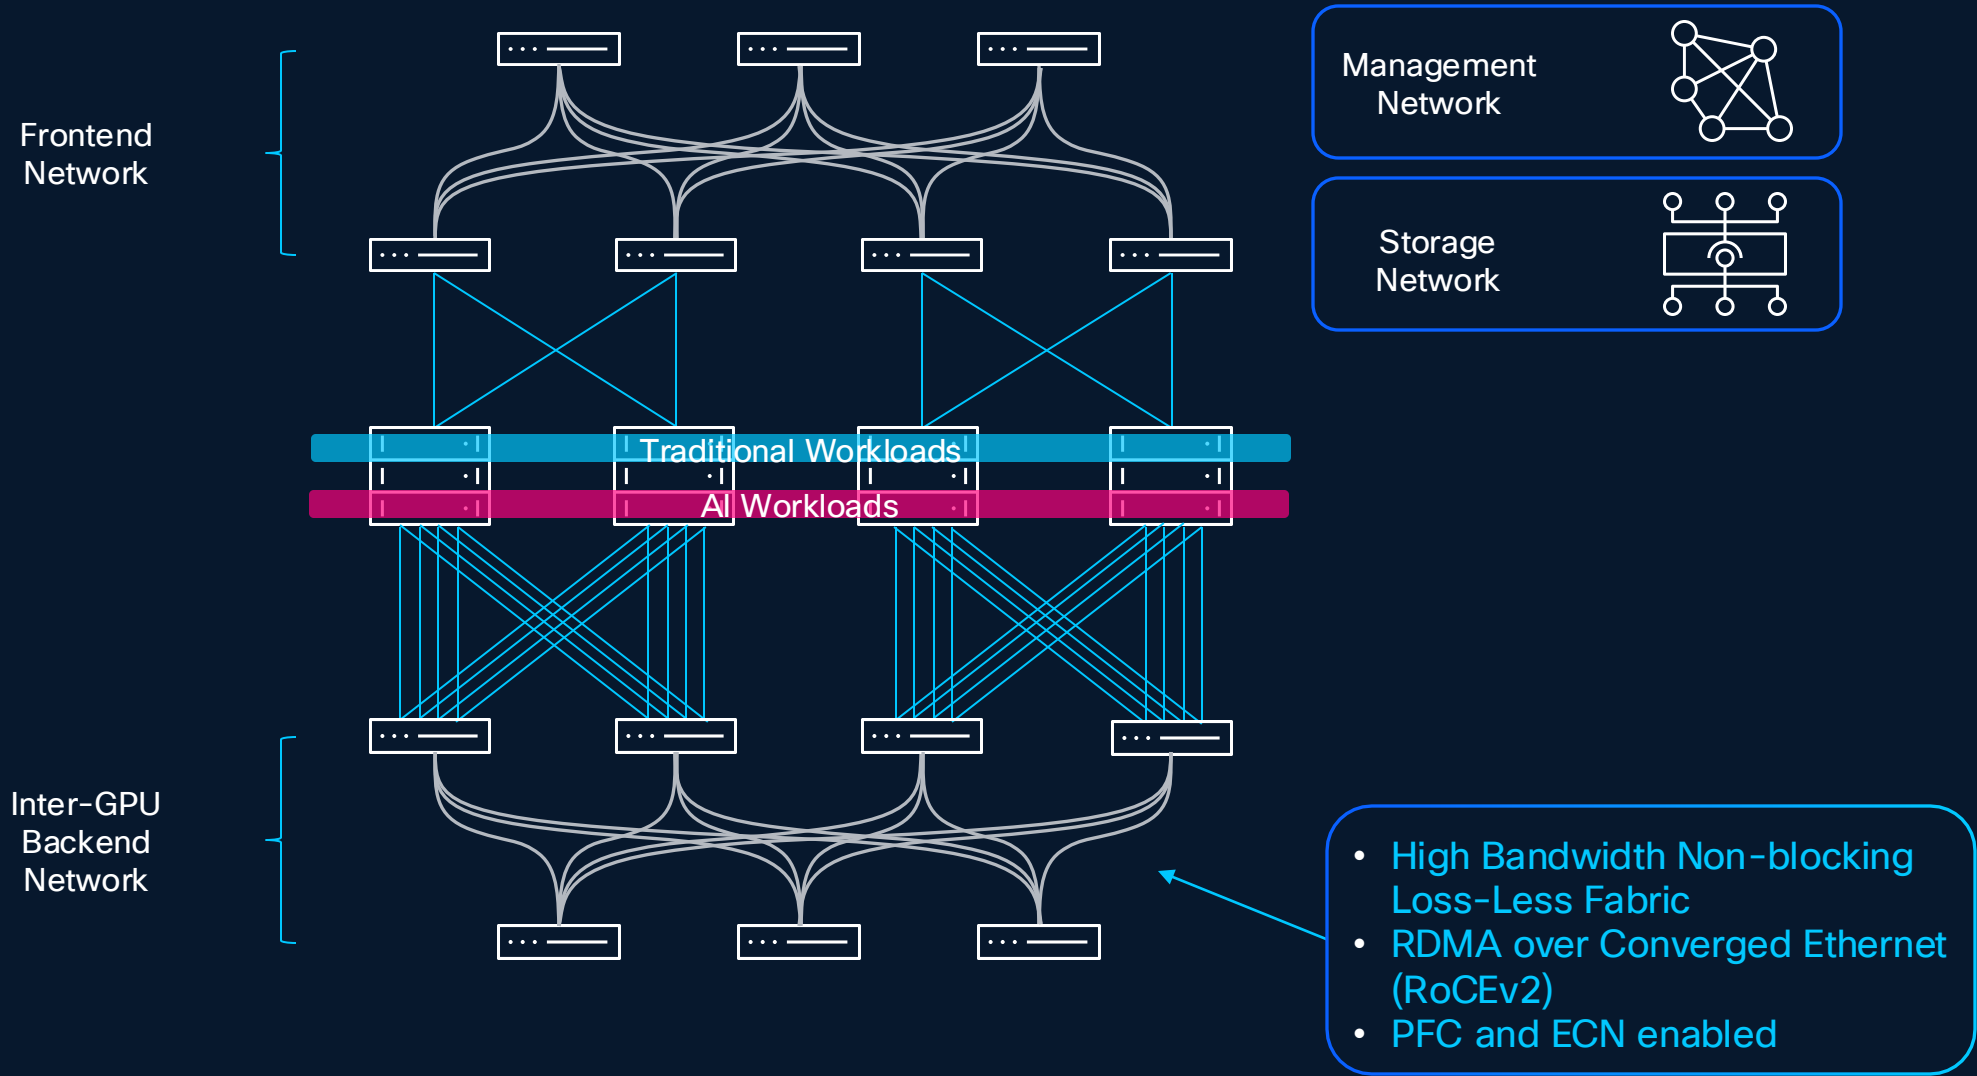 Frontend
Network
Management
Network
Storage
Network
Traditional Workloads
AI Workloads
Inter-GPU
Backend
Network
• High Bandwidth Non-blocking
Loss-Less Fabric
• RDMA over Converged Ethernet
(RoCEv2)
• PFC and ECN enabled